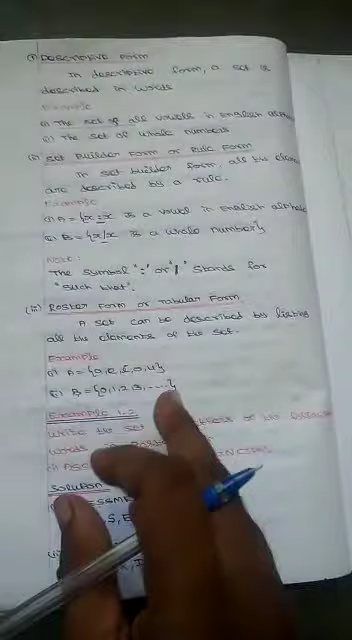 (i) DESCRIPTIVE FORM
In descriptive form, a set is
described in words
Example
(i) The set of all vowels in English
(ii) The set of whole numbers
(ii) Set Builder Form or Rule Form
In set builder form, all the
are described by a rule.
Example
(i) A = {x : x is a vowel in English
(ii) B = {x/x is a whole number}
Note:
The symbol ':' or '|' stands for
"such that".
(iii) Roster Form or Tabular Form
A set can be described by listing
all the elements of the set.
Example
(i) A = {a, e, i, o, u}
(ii) B = {0, 1, 2, 3, .....}
Example 1.2
Write the set of the
words
Solution